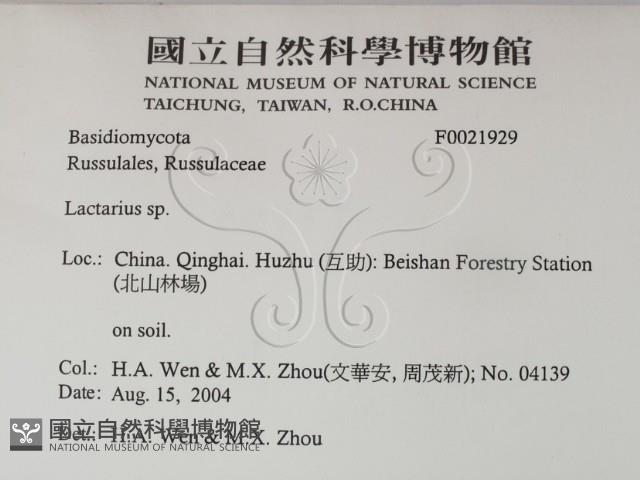 國立自然科學博物館
NATIONAL MUSEUM OF NATURAL SCIENCE
TAICHUNG, TAIWAN, R.O.CHINA
Basidiomycota F0021929
Russulales, Russulaceae
Lactarius sp.
Loc.: China. Qinghai. Huzhu (互助): Beishan Forestry Station
(北山林場)
on soil.
Col.: H.A. Wen & M.X. Zhou(文華安, 周茂新); No. 04139
Date: Aug. 15, 2004
Det.: H.A. Wen & M.X. Zhou
國立自然科學博物館
NATIONAL MUSEUM OF NATURAL SCIENCE